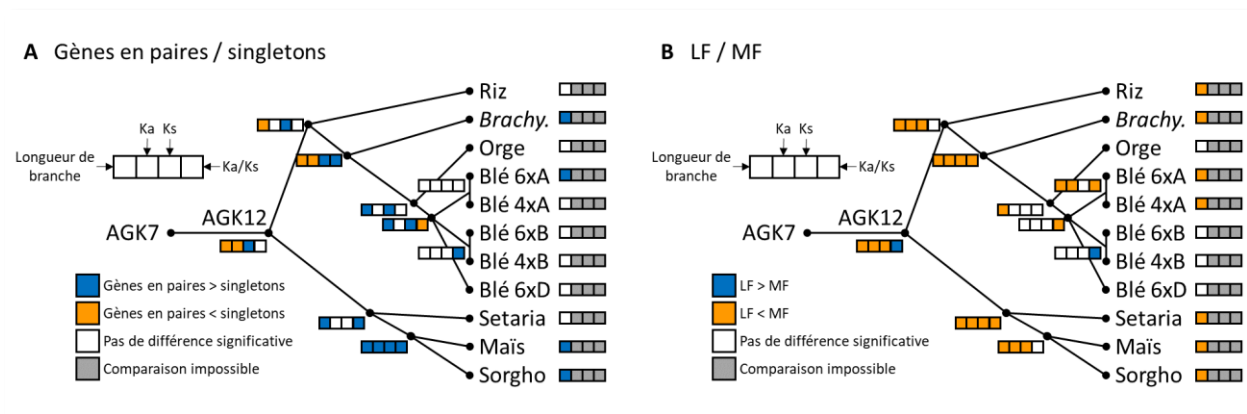 A Gènes en paires / singletons
Riz
Brachy.
Orge
Blé 6xA
Blé 4xA
Blé 6xB
Blé 4xB
Blé 6xD
Setaria
Maïs
Sorgho
Ka Ks
Longueur de
branche
Ka/Ks
AGK12
AGK7
Gènes en paires > singletons
Gènes en paires < singletons
Pas de différence significative
Comparaison impossible
B LF / MF
Riz
Brachy.
Orge
Blé 6xA
Blé 4xA
Blé 6xB
Blé 4xB
Blé 6xD
Setaria
Maïs
Sorgho
Ka Ks
Longueur de
branche
Ka/Ks
AGK12
AGK7
LF > MF
LF < MF
Pas de différence significative
Comparaison impossible